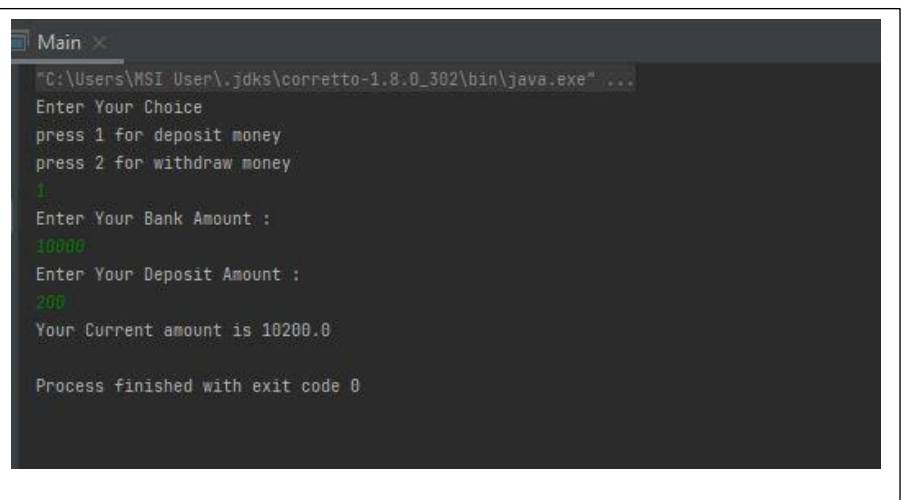 Main
"C:\Users\MSI User\.jdks\corretto-1.8.0_302\bin\java.exe" ...
Enter Your Choice
press 1 for deposit money
press 2 for withdraw money
1
Enter Your Bank Amount :
10000
Enter Your Deposit Amount :
200
Your Current amount is 10200.0
Process finished with exit code 0